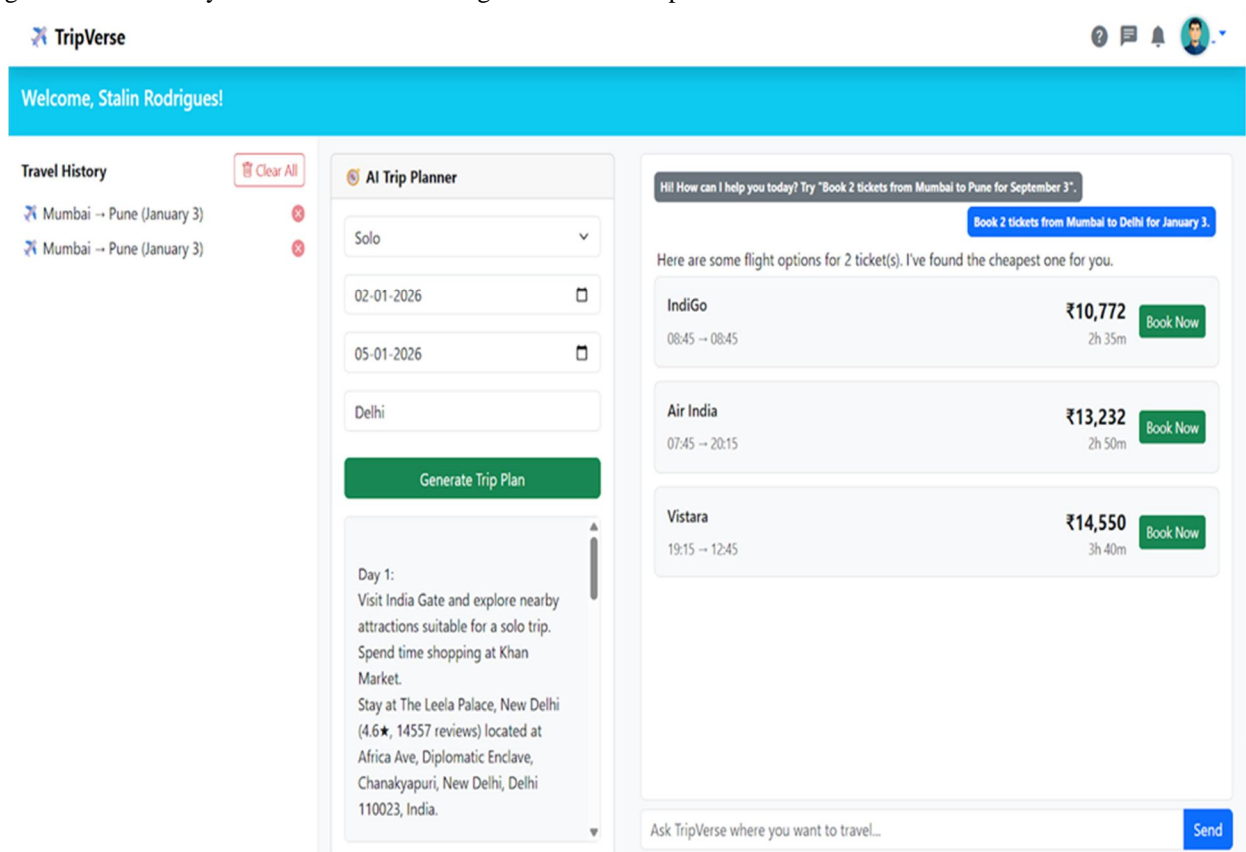 TripVerse
Welcome, Stalin Rodrigues!
Travel History
Clear All
Mumbai → Pune (January 3)
Mumbai → Pune (January 3)
AI Trip Planner
Solo
02-01-2026
05-01-2026
Delhi
Generate Trip Plan
Day 1:
Visit India Gate and explore nearby
attractions suitable for a solo trip.
Spend time shopping at Khan
Market.
Stay at The Leela Palace, New Delhi
(4.6★, 14557 reviews) located at
Africa Ave, Diplomatic Enclave,
Chanakyapuri, New Delhi, Delhi
110023, India.
Hi! How can I help you today? Try "Book 2 tickets from Mumbai to Pune for September 3".
Book 2 tickets from Mumbai to Delhi for January 3.
Here are some flight options for 2 ticket(s). I've found the cheapest one for you.
IndiGo
₹10,772
Book Now
08:45 → 08:45
2h 35m
Air India
₹13,232
Book Now
07:45 → 20:15
2h 50m
Vistara
₹14,550
Book Now
19:15 → 12:45
3h 40m
Ask TripVerse where you want to travel...
Send